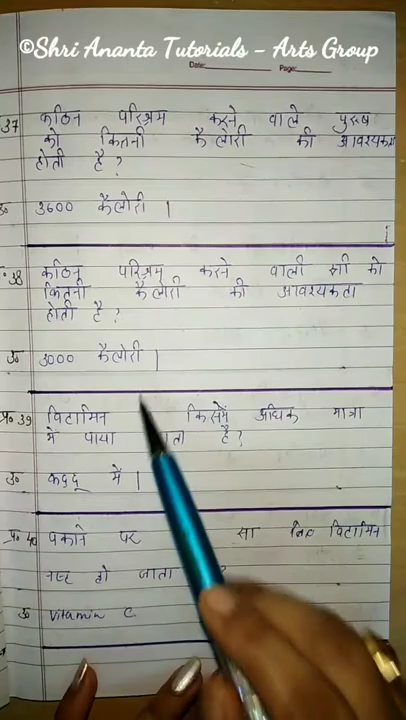 ©Shri Ananta Tutorials - Arts Group
Date: Page:
37 कठिन परिश्रम करने वाले पुरुष
को कितनी कैलोरी की आवश्यकता
होती है?
उ० 3600 कैलोरी |
38 कठिन परिश्रम करने वाली स्त्री को
कितनी कैलोरी की आवश्यकता
होती है?
उ० 3000 कैलोरी |
प्र० 39 विटामिन किसमें अधिक मात्रा
में पाया है?
उ० कद्दू में |
प्र० 40 पकाने पर सा विटामिन
नष्ट हो जाता ?
उ० Vitamin C